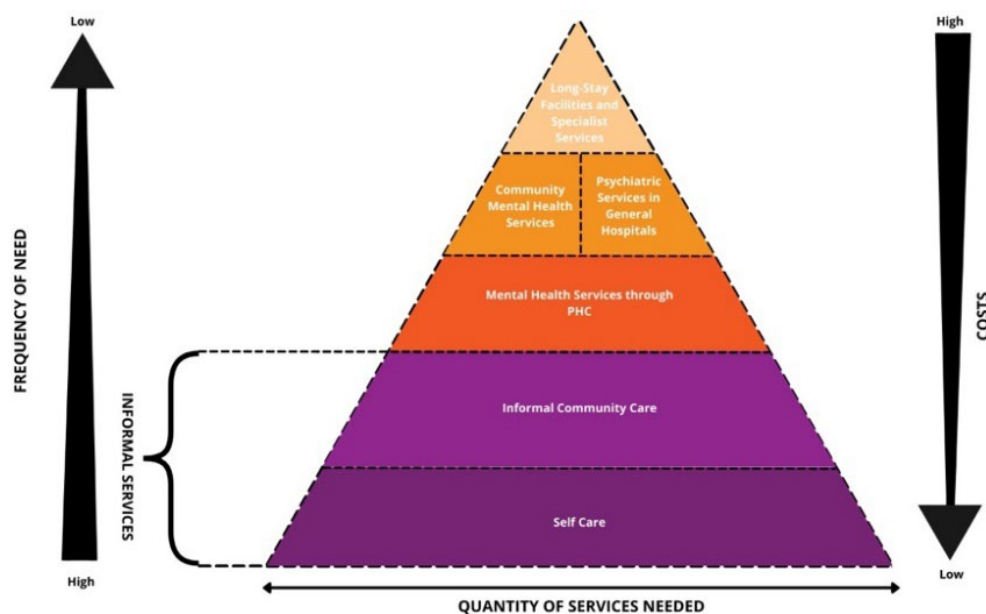 Low
High
Long-Stay
Facilities and
Specialist
Services
Community
Mental Health
Services
Psychiatric
Services in
General
Hospitals
FREQUENCY OF NEED
Mental Health Services through
PHC
COSTS
INFORMAL SERVICES
Informal Community Care
Self Care
High
Low
QUANTITY OF SERVICES NEEDED